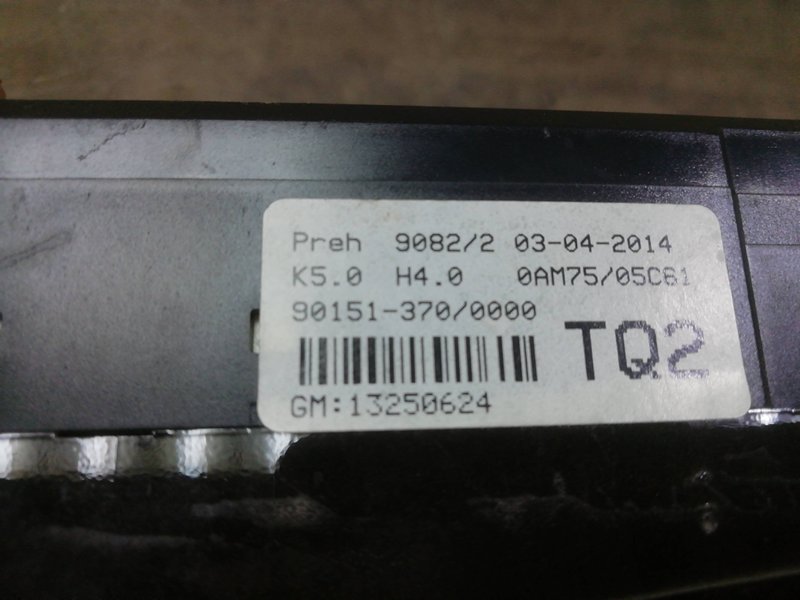 Preh 9082/2 03-04-2014
K5.0 H4.0 0AM75/05C61
90151-370/0000
TQ2
GM:13250624